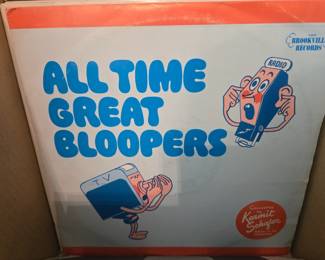 BROOKVILLE
RECORDS
ALL TIME
GREAT
BLOOPERS
RADIO
TV
Kermit
Schafer